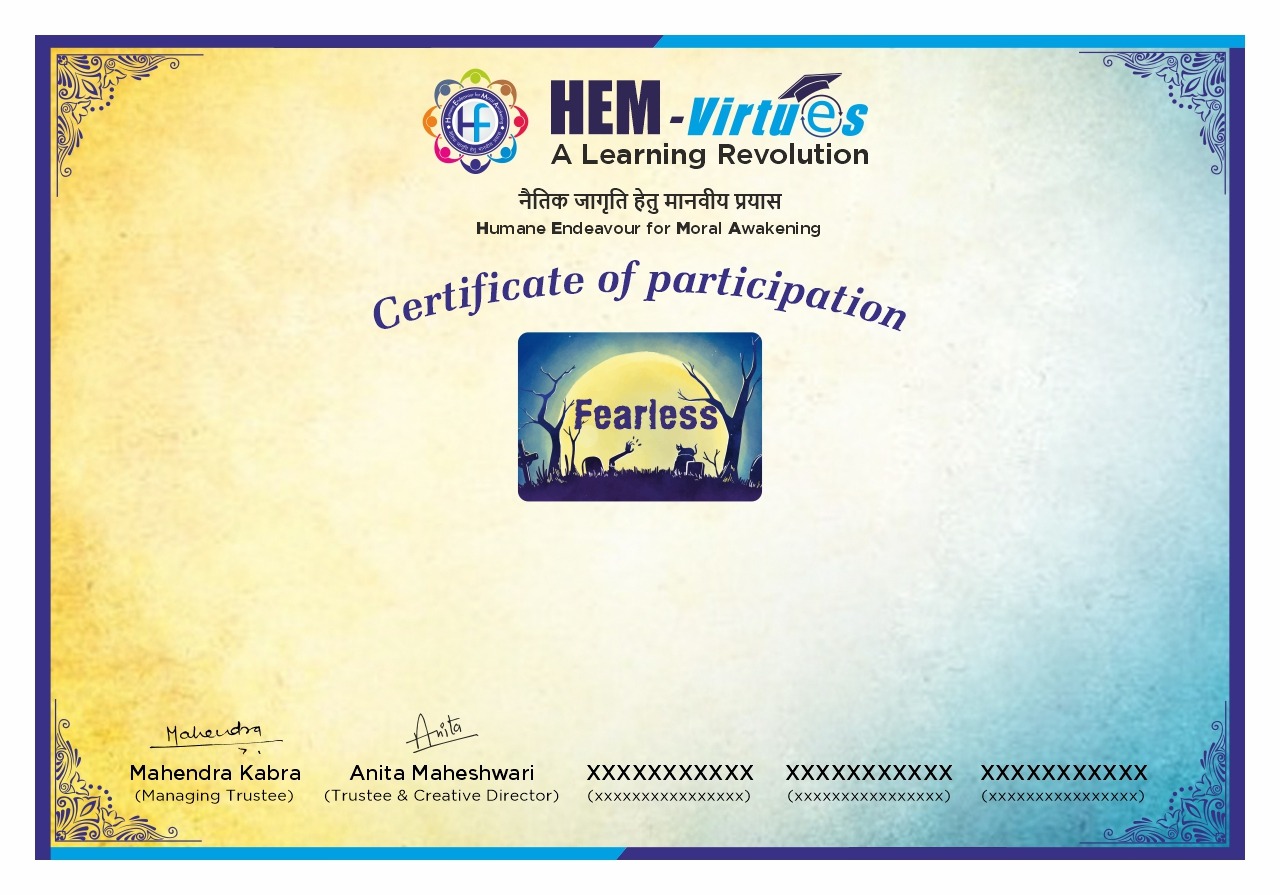 HEM -Virtues
A Learning Revolution
नैतिक जागृति हेतु मानवीय प्रयास
Humane Endeavour for Moral Awakening
Certificate of participation
Fearless
Mahendra
Anita
Mahendra Kabra
(Managing Trustee)
Anita Maheshwari
(Trustee & Creative Director)
XXXXXXXXXXX
(xxxxxxxxxxxxxxxx)
XXXXXXXXXXX
(xxxxxxxxxxxxxxxx)
XXXXXXXXXXX
(xxxxxxxxxxxxxxxx)